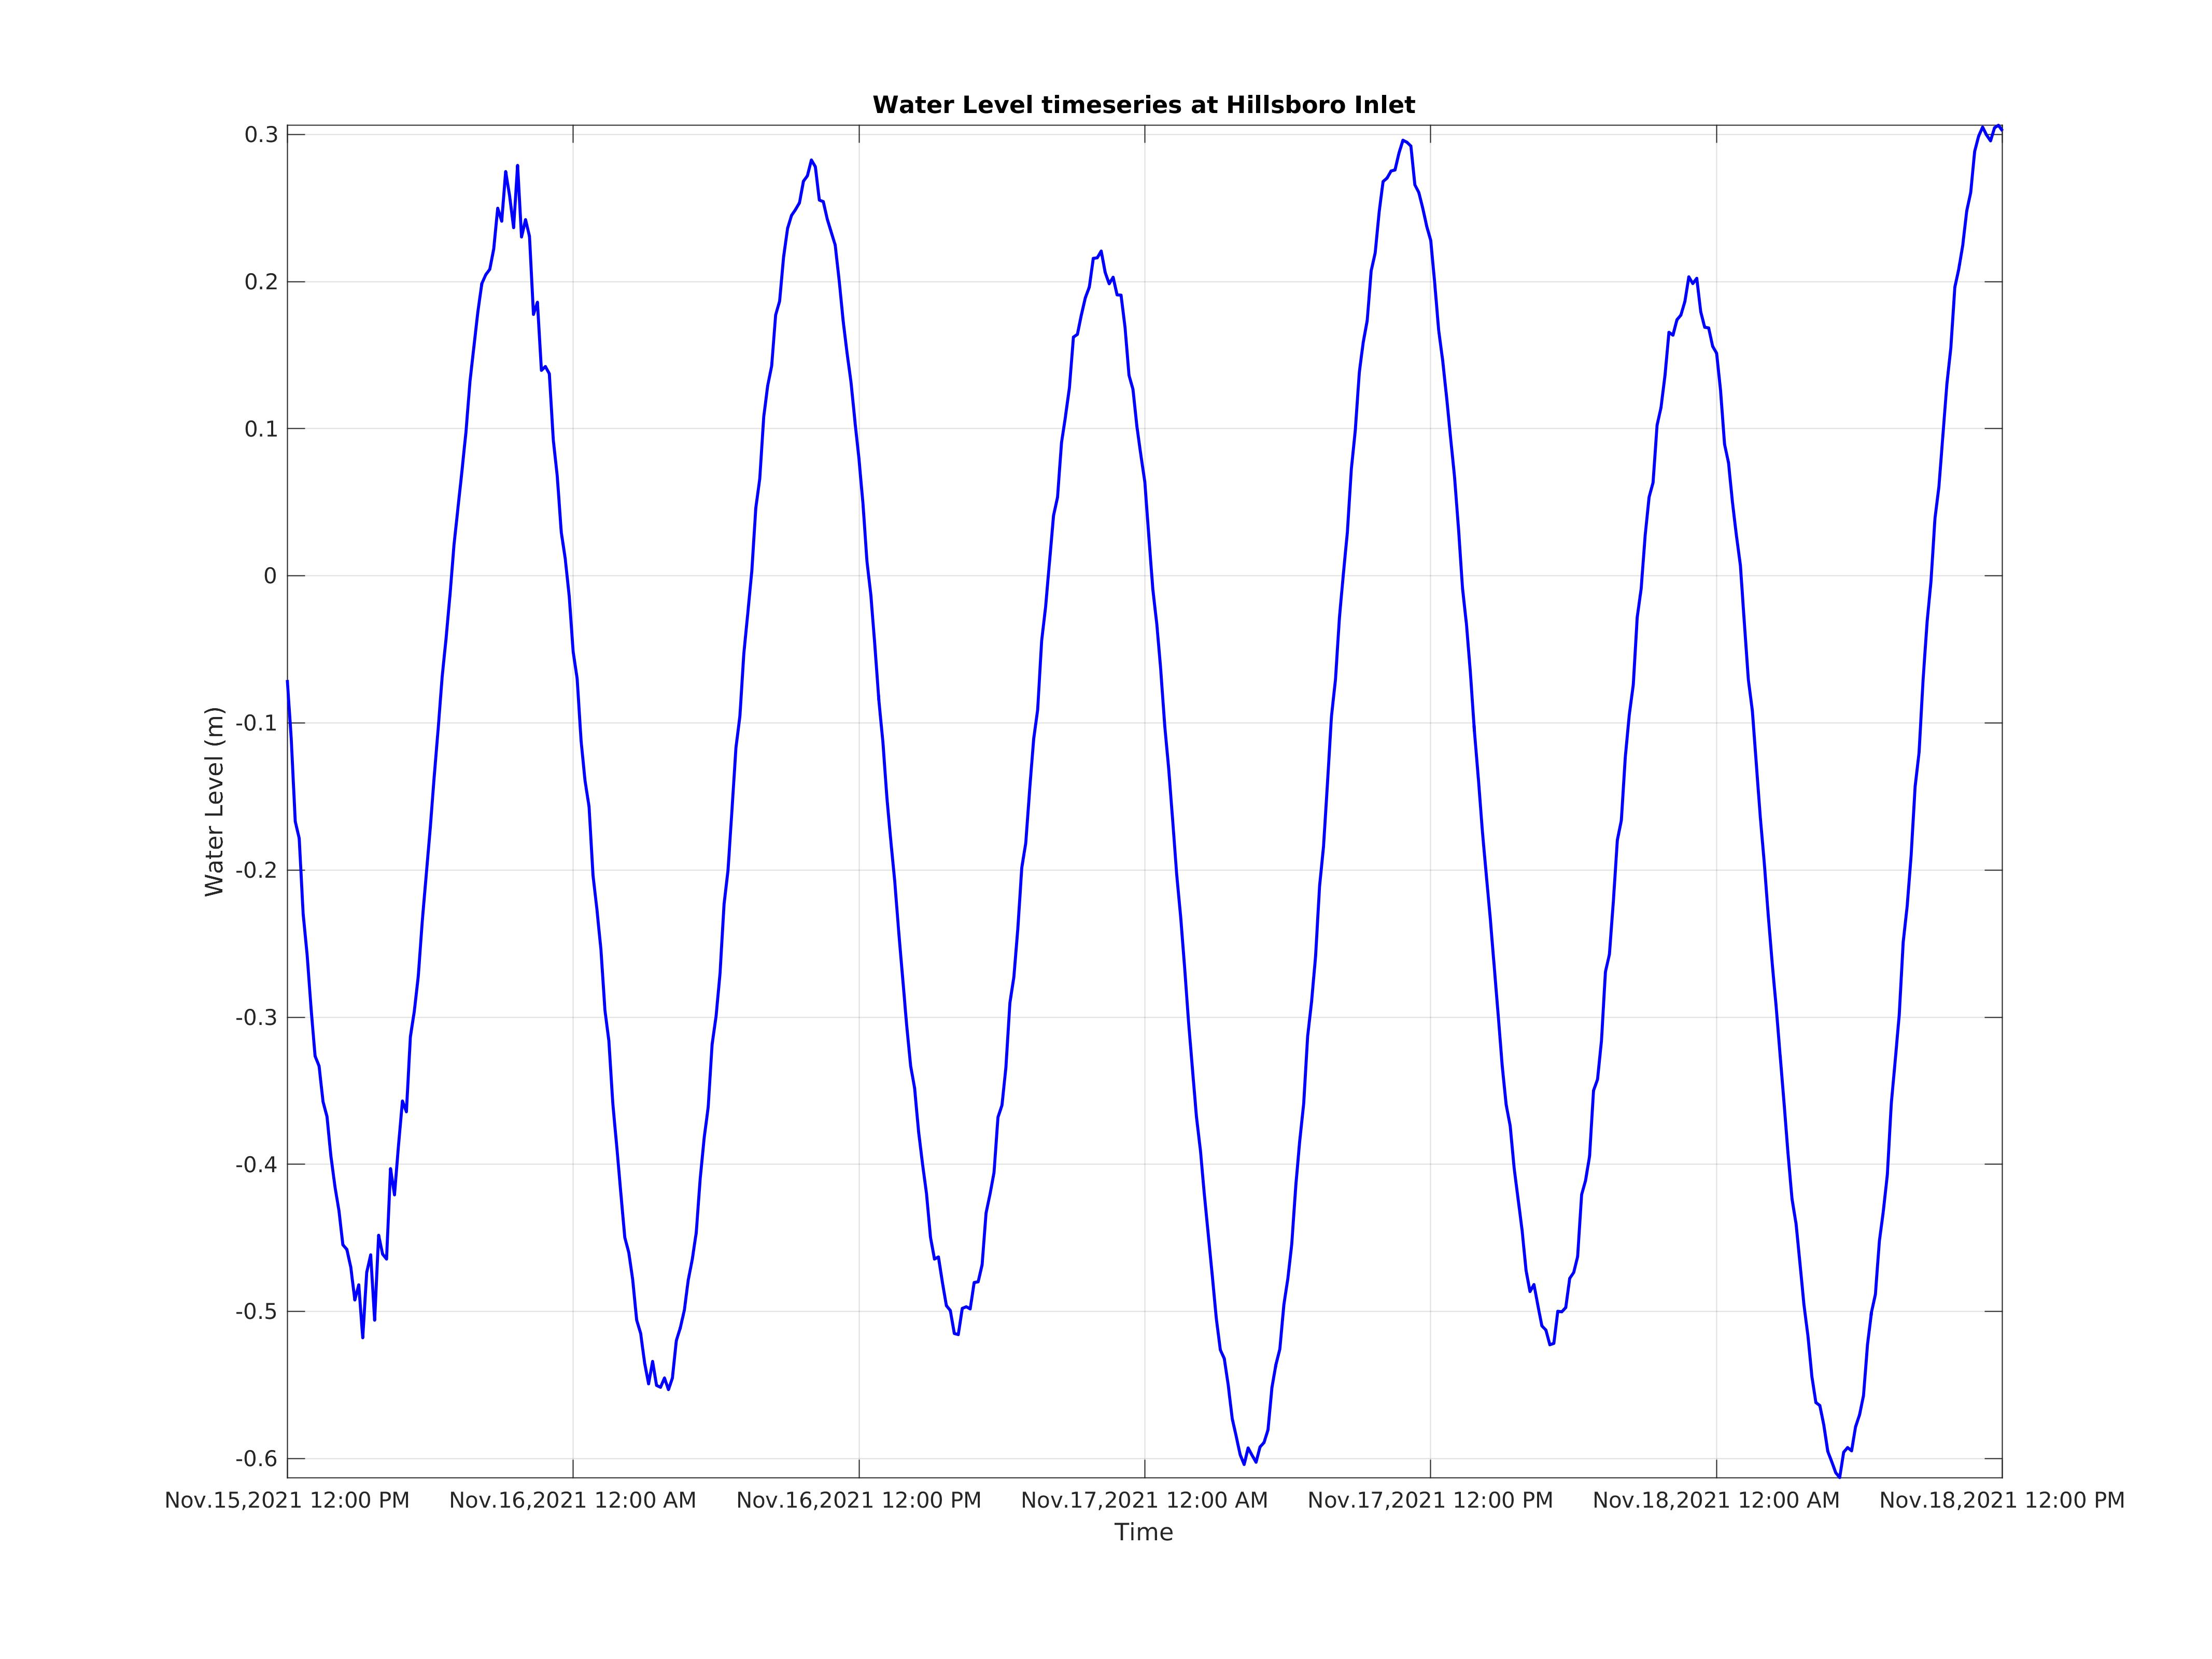 Water Level timeseries at Hillsboro Inlet
0.3
0.2
0.1
0
-0.1
-0.2
-0.3
-0.4
-0.5
-0.6
Water Level (m)
Nov.15,2021 12:00 PM
Nov.16,2021 12:00 AM
Nov.16,2021 12:00 PM
Nov.17,2021 12:00 AM
Nov.17,2021 12:00 PM
Nov.18,2021 12:00 AM
Nov.18,2021 12:00 PM
Time